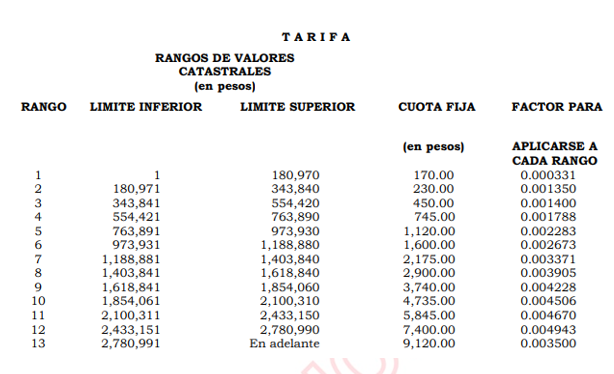 T A R I F A
RANGOS DE VALORES
CATASTRALES
(en pesos)
RANGO LIMITE INFERIOR LIMITE SUPERIOR CUOTA FIJA FACTOR PARA
(en pesos) APLICARSE A
CADA RANGO
1 1 180,970 170.00 0.000331
2 180,971 343,840 230.00 0.001350
3 343,841 554,420 450.00 0.001400
4 554,421 763,890 745.00 0.001788
5 763,891 973,930 1,120.00 0.002283
6 973,931 1,188,880 1,600.00 0.002673
7 1,188,881 1,403,840 2,175.00 0.003371
8 1,403,841 1,618,840 2,900.00 0.003905
9 1,618,841 1,854,060 3,740.00 0.004228
10 1,854,061 2,100,310 4,735.00 0.004506
11 2,100,311 2,433,150 5,845.00 0.004670
12 2,433,151 2,780,990 7,400.00 0.004943
13 2,780,991 En adelante 9,120.00 0.003500